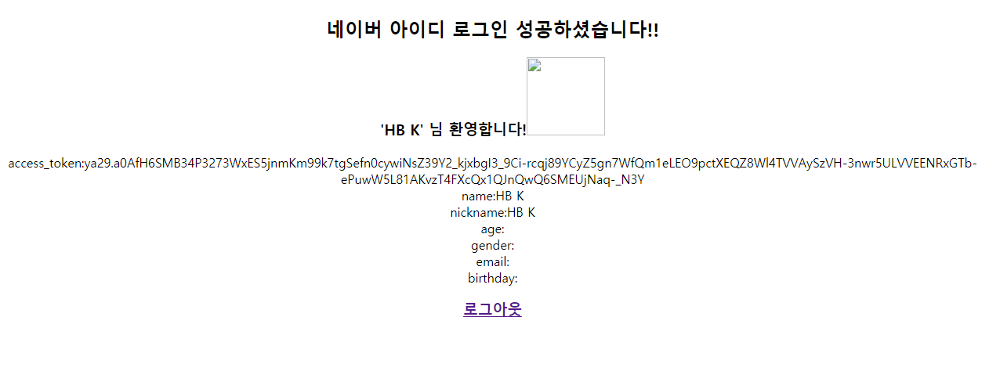 네이버 아이디 로그인 성공하셨습니다!!
'HB K' 님 환영합니다!
access_token:ya29.a0AfH6SMB34P3273WxES5jnmKm99k7tgSefn0cywiNsZ39Y2_kjxbgI3_9Ci-rcqj89YCyZ5gn7WfQm1eLEO9pctXEQZ8Wl4TVVAySzVH-3nwr5ULVVEENRxGTb-
ePuwW5L81AKvzT4FXcQx1QJnQwQ6SMEUjNaq-_N3Y
name:HB K
nickname:HB K
age:
gender:
email:
birthday:
로그아웃